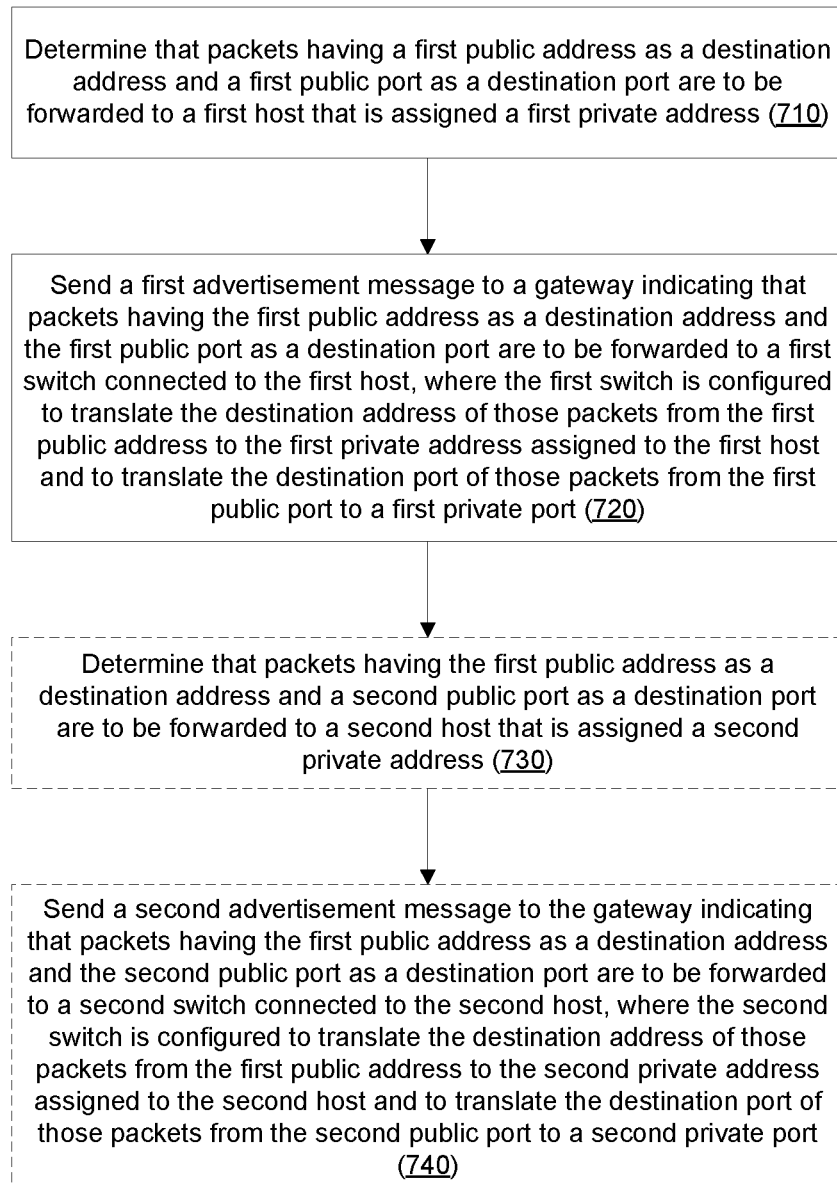 Determine that packets having a first public address as a destination
address and a first public port as a destination port are to be
forwarded to a first host that is assigned a first private address (710)
Send a first advertisement message to a gateway indicating that
packets having the first public address as a destination address and
the first public port as a destination port are to be forwarded to a first
switch connected to the first host, where the first switch is configured
to translate the destination address of those packets from the first
public address to the first private address assigned to the first host
and to translate the destination port of those packets from the first
public port to a first private port (720)
Determine that packets having the first public address as a
destination address and a second public port as a destination port
are to be forwarded to a second host that is assigned a second
private address (730)
Send a second advertisement message to the gateway indicating
that packets having the first public address as a destination address
and the second public port as a destination port are to be forwarded
to a second switch connected to the second host, where the second
switch is configured to translate the destination address of those
packets from the first public address to the second private address
assigned to the second host and to translate the destination port of
those packets from the second public port to a second private port
(740)